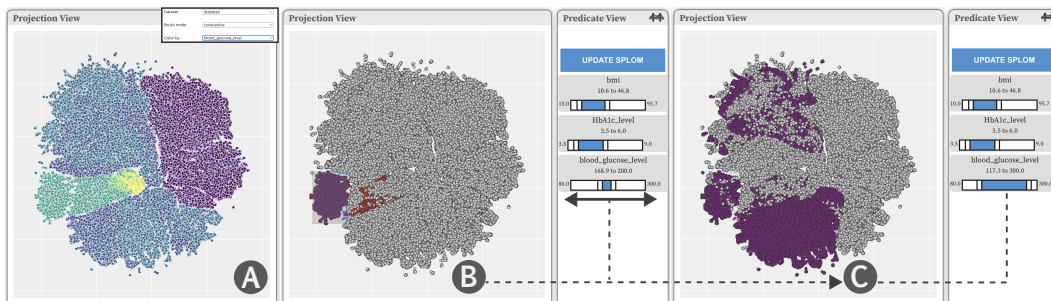 Projection View
Dataset
diabetes
Brush mode
contrastive
Color by
blood_glucose_level
A
Projection View
B
Predicate View
UPDATE SPLOM
bmi
10.6 to 46.8
10.0 95.7
HbA1c_level
3.5 to 6.0
3.5 9.0
blood_glucose_level
168.9 to 200.0
80.0 300.0
Projection View
C
Predicate View
UPDATE SPLOM
bmi
10.6 to 46.8
10.0 95.7
HbA1c_level
3.5 to 6.0
3.5 9.0
blood_glucose_level
117.3 to 300.0
80.0 300.0